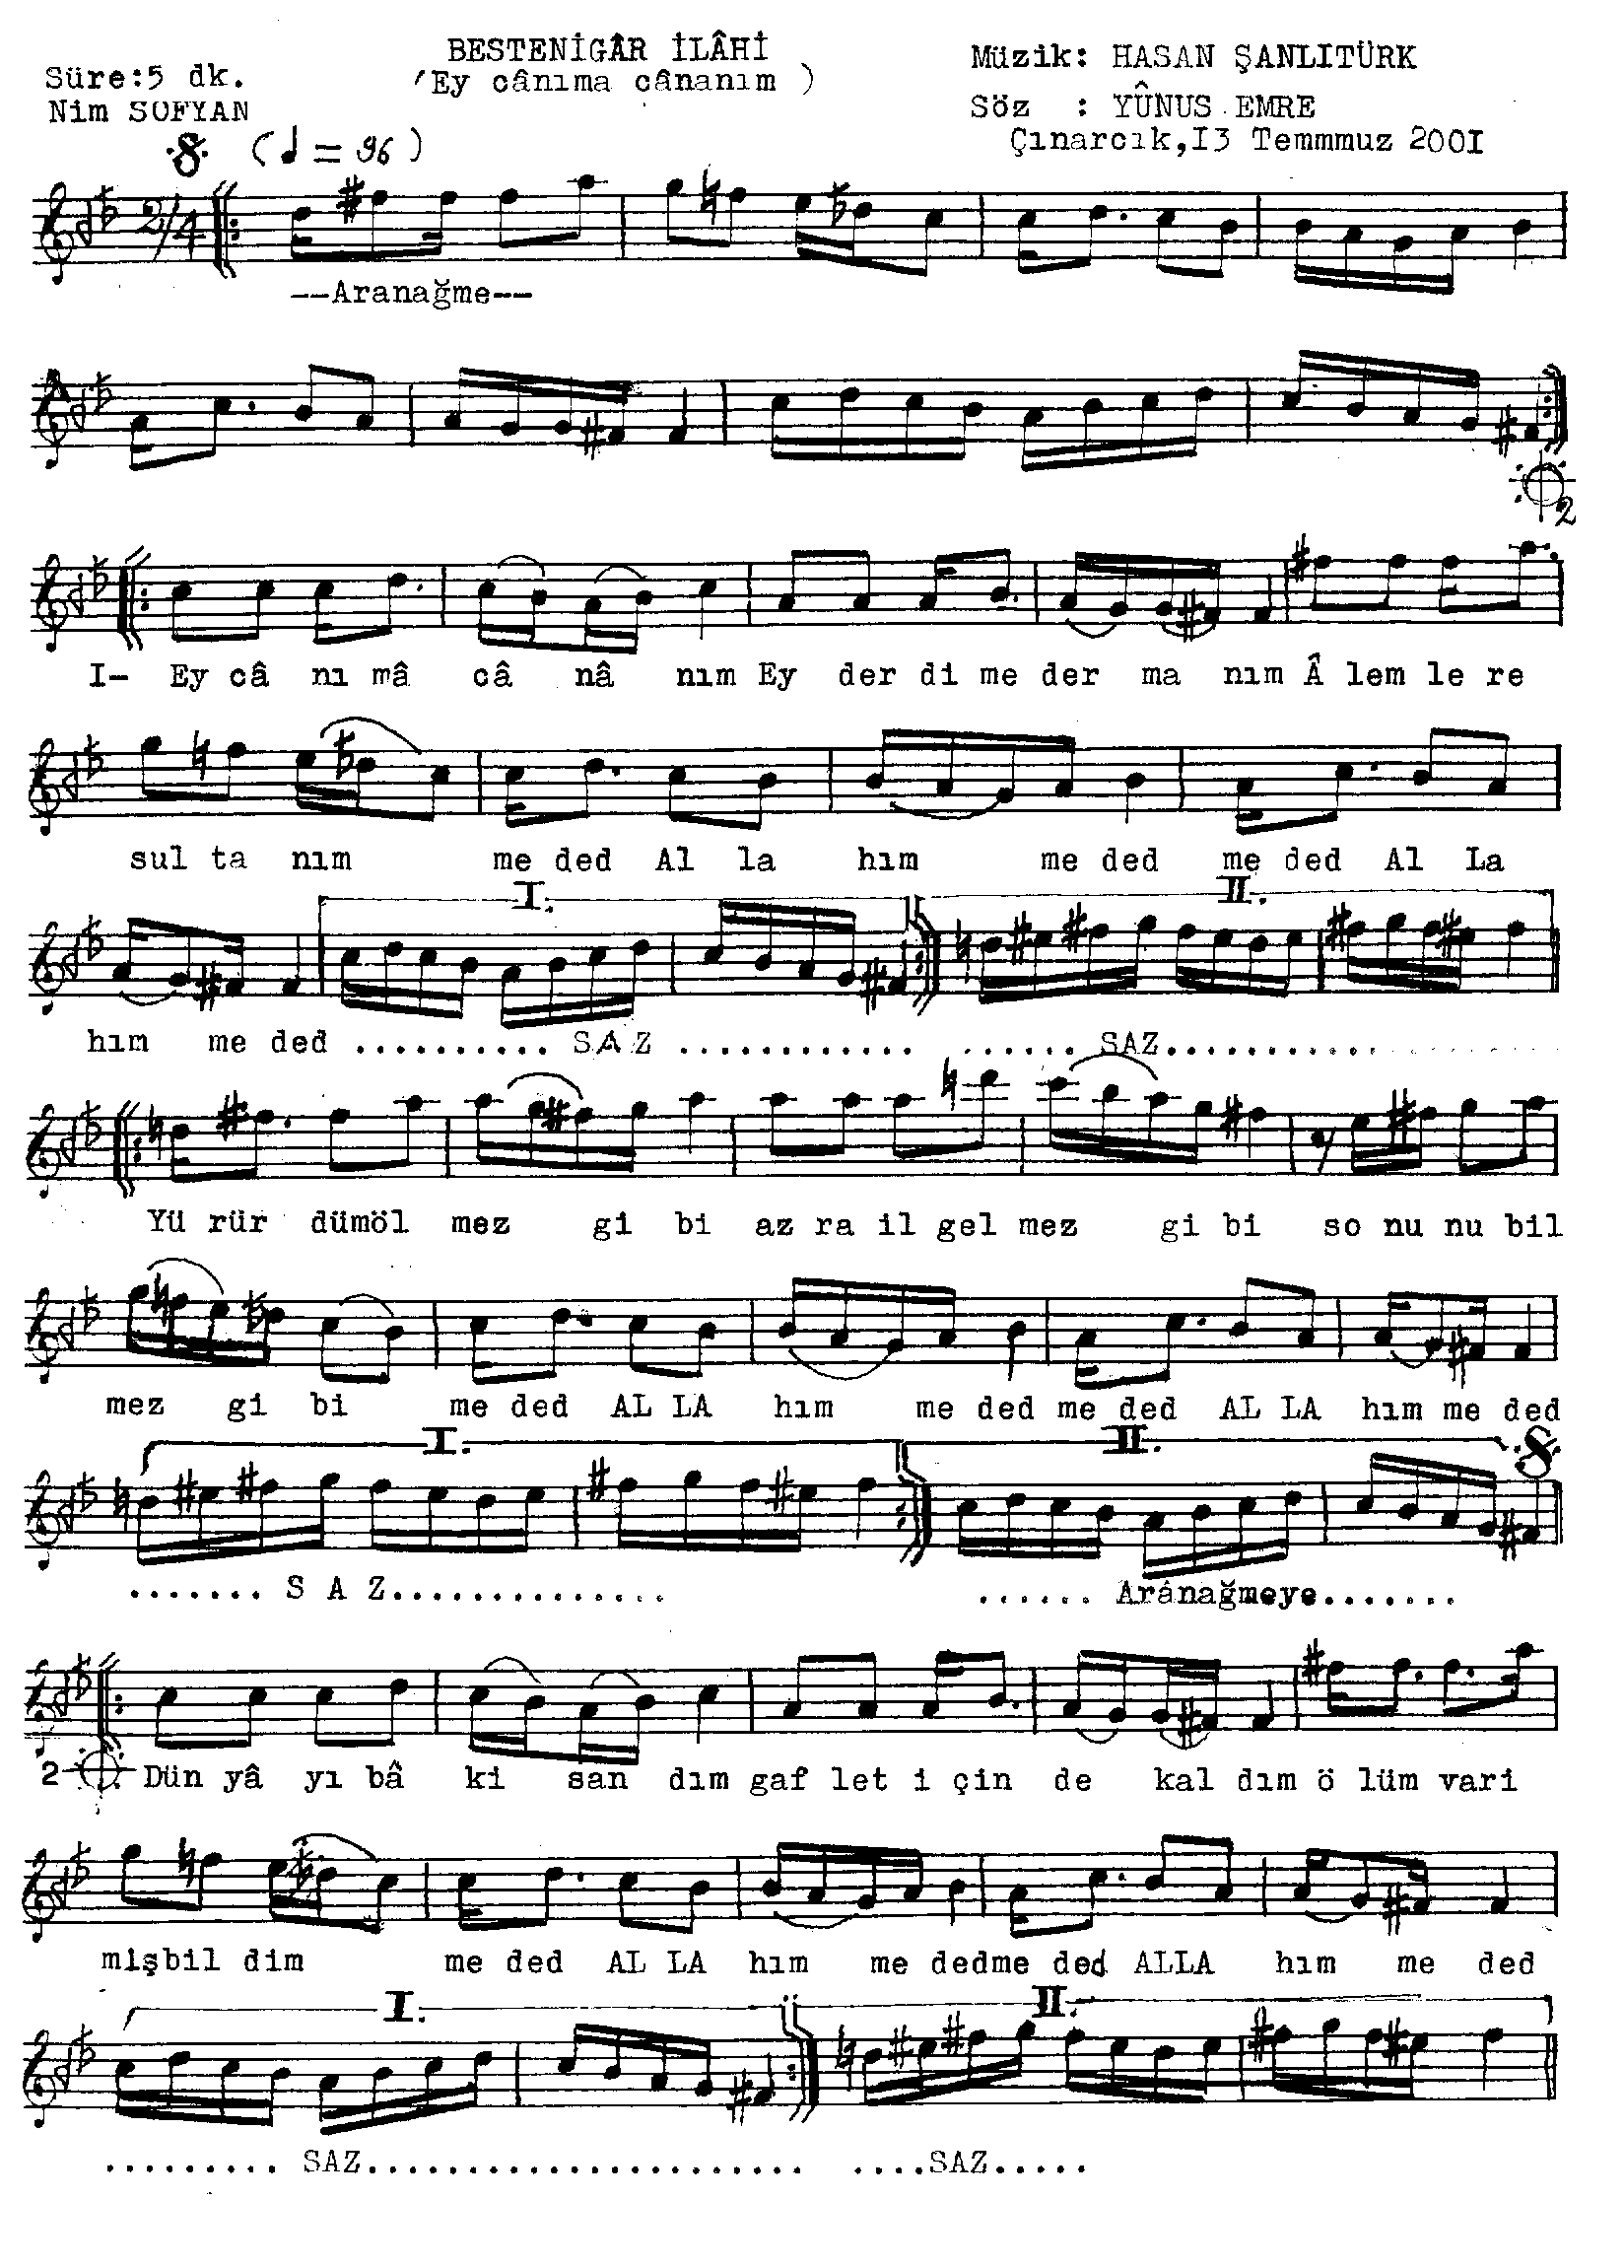 BESTENİGÂR İLÂHİ
(Ey cânıma cânanım )
Süre:5 dk.
Nim SOFYAN
Müzik: HASAN ŞANLITÜRK
Söz : YÛNUS EMRE
Çınarcık,I3 Temmmuz 200I
( ♩ = 96 )
2/4
--Aranağme--
2
I- Ey câ nı mâ câ nâ nım Ey der di me der ma nım Â lem le re
sul ta nım me ded Al la hım me ded me ded Al La
I. II.
hım me ded .......... SAZ ............ ...... SAZ...............
Yü rür dümöl mez gi bi az ra il gel mez gi bi so nu nu bil
mez gi bi me ded AL LA hım me ded me ded AL LA hım me ded
I. II.
....... S A Z.............. ...... Aranağmeye.......
2 Dün yâ yı bâ ki san dım gaf let i çin de kal dım ö lüm vari
mişbil dim me ded AL LA hım me dedme ded ALLA hım me ded
I. II.
......... SAZ...................... ....SAZ.....